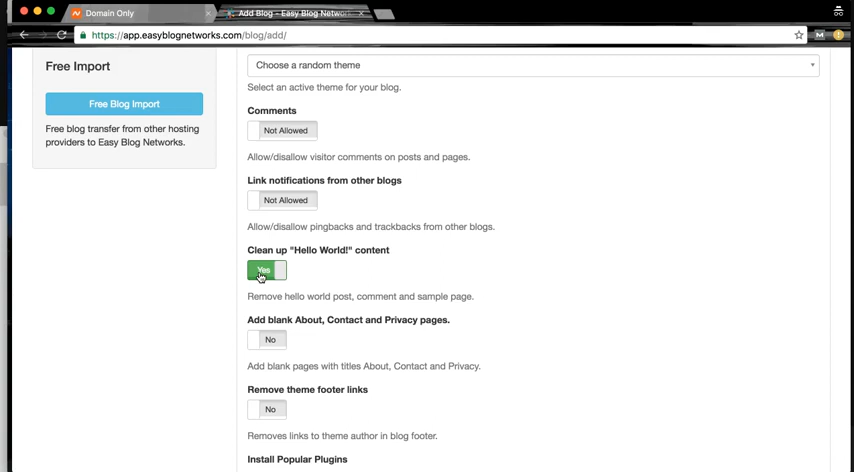 Domain Only
Add Blog - Easy Blog Networ
https://app.easyblognetworks.com/blog/add/
Free Import
Free Blog Import
Free blog transfer from other hosting
providers to Easy Blog Networks.
Choose a random theme
Select an active theme for your blog.
Comments
Not Allowed
Allow/disallow visitor comments on posts and pages.
Link notifications from other blogs
Not Allowed
Allow/disallow pingbacks and trackbacks from other blogs.
Clean up "Hello World!" content
Yes
Remove hello world post, comment and sample page.
Add blank About, Contact and Privacy pages.
No
Add blank pages with titles About, Contact and Privacy.
Remove theme footer links
No
Removes links to theme author in blog footer.
Install Popular Plugins